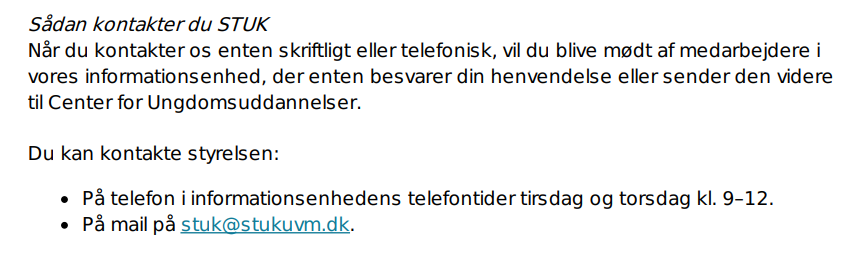 Sådan kontakter du STUK
Når du kontakter os enten skriftligt eller telefonisk, vil du blive mødt af medarbejdere i
vores informationsenhed, der enten besvarer din henvendelse eller sender den videre
til Center for Ungdomsuddannelser.
Du kan kontakte styrelsen:
• På telefon i informationsenhedens telefontider tirsdag og torsdag kl. 9–12.
• På mail på stuk@stukuvm.dk.